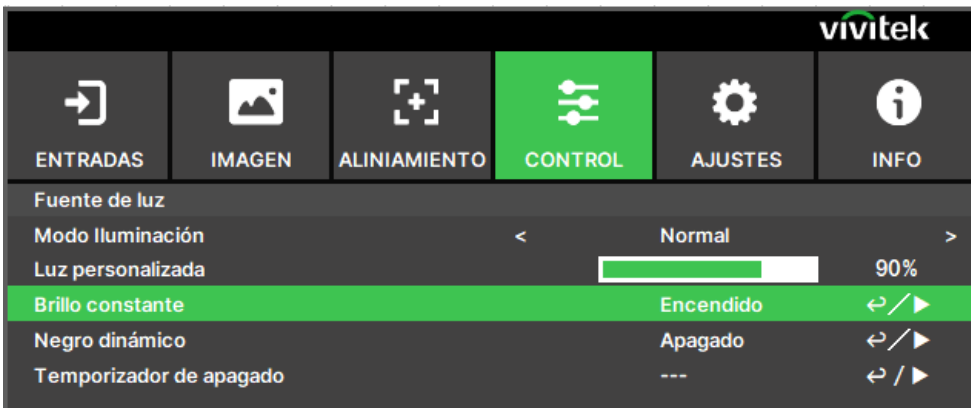 vivitek
ENTRADAS IMAGEN ALINIAMIENTO CONTROL AJUSTES INFO
Fuente de luz
Modo Iluminación < Normal >
Luz personalizada 90%
Brillo constante Encendido ↩/▶
Negro dinámico Apagado ↩/▶
Temporizador de apagado --- ↩/▶